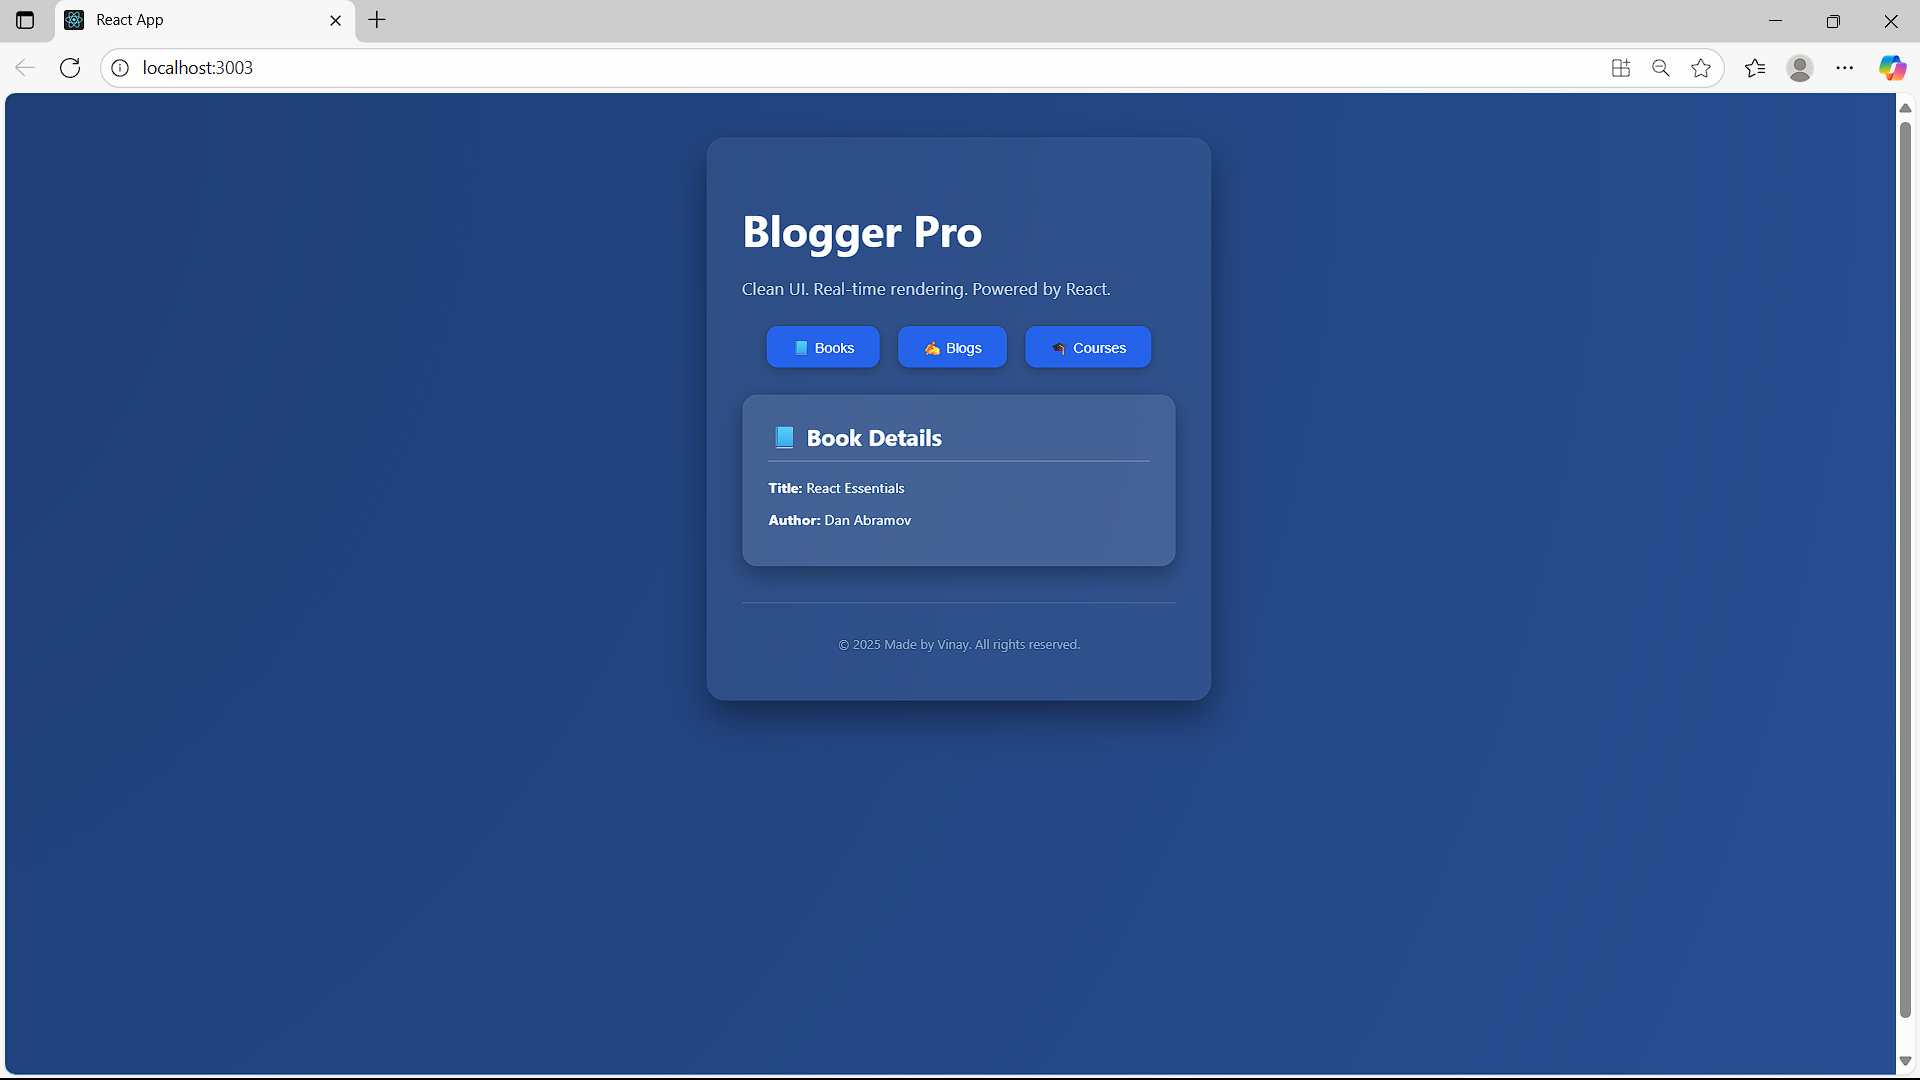 React App
localhost:3003
Blogger Pro
Clean UI. Real-time rendering. Powered by React.
📘 Books ✍️ Blogs 🎓 Courses
📘 Book Details
Title: React Essentials
Author: Dan Abramov
© 2025 Made by Vinay. All rights reserved.